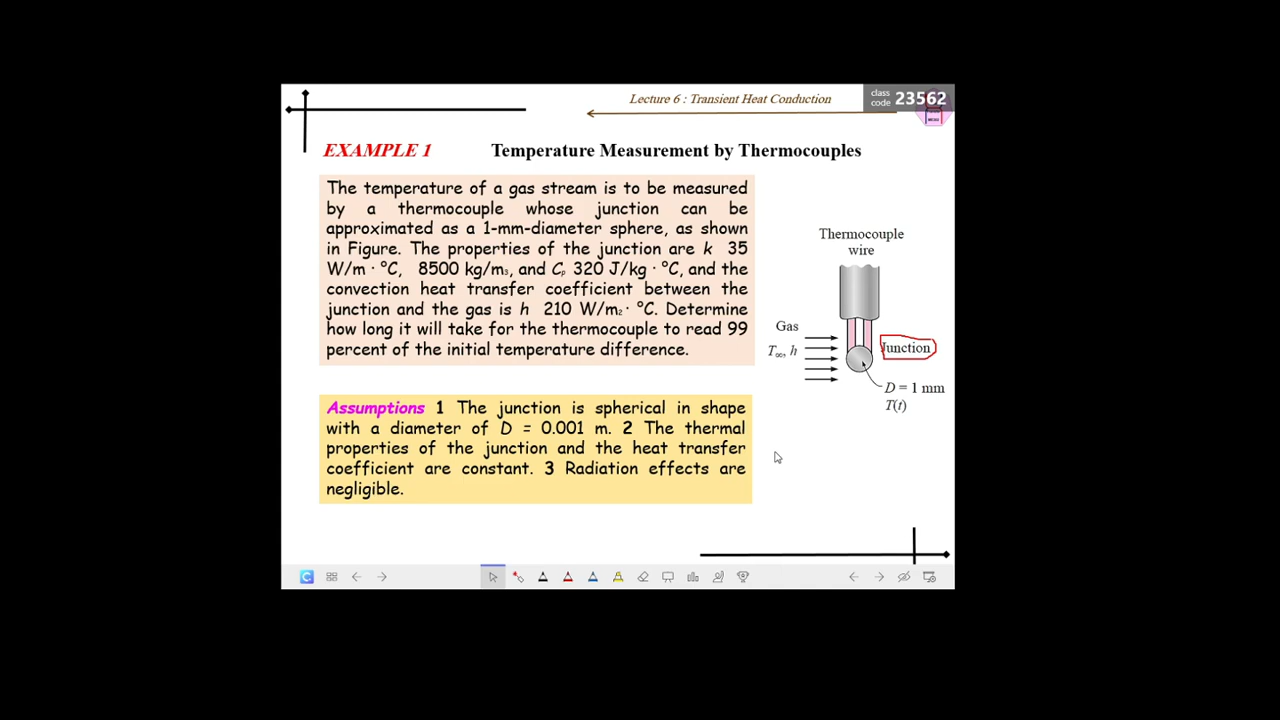 Lecture 6 : Transient Heat Conduction
class
code 23562
EXAMPLE 1 Temperature Measurement by Thermocouples
The temperature of a gas stream is to be measured
by a thermocouple whose junction can be
approximated as a 1-mm-diameter sphere, as shown
in Figure. The properties of the junction are k 35
W/m · °C, 8500 kg/m3, and Cp 320 J/kg · °C, and the
convection heat transfer coefficient between the
junction and the gas is h 210 W/m2 · °C. Determine
how long it will take for the thermocouple to read 99
percent of the initial temperature difference.
Thermocouple
wire
Gas
T∞, h
Junction
D = 1 mm
T(t)
Assumptions 1 The junction is spherical in shape
with a diameter of D = 0.001 m. 2 The thermal
properties of the junction and the heat transfer
coefficient are constant. 3 Radiation effects are
negligible.